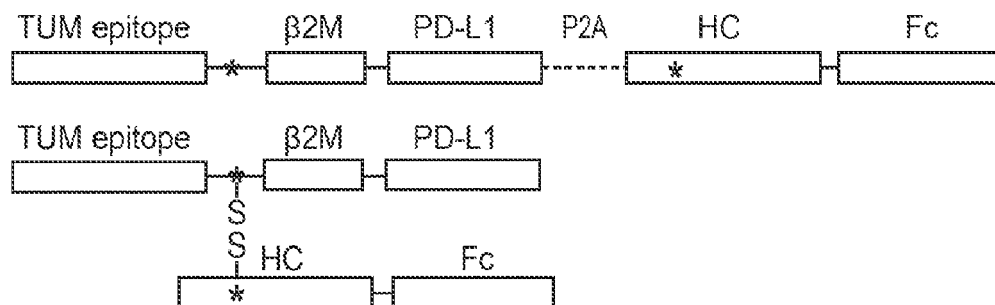 TUM epitope β2M PD-L1 P2A HC Fc
* *
TUM epitope β2M PD-L1
*
S
S
HC Fc
*